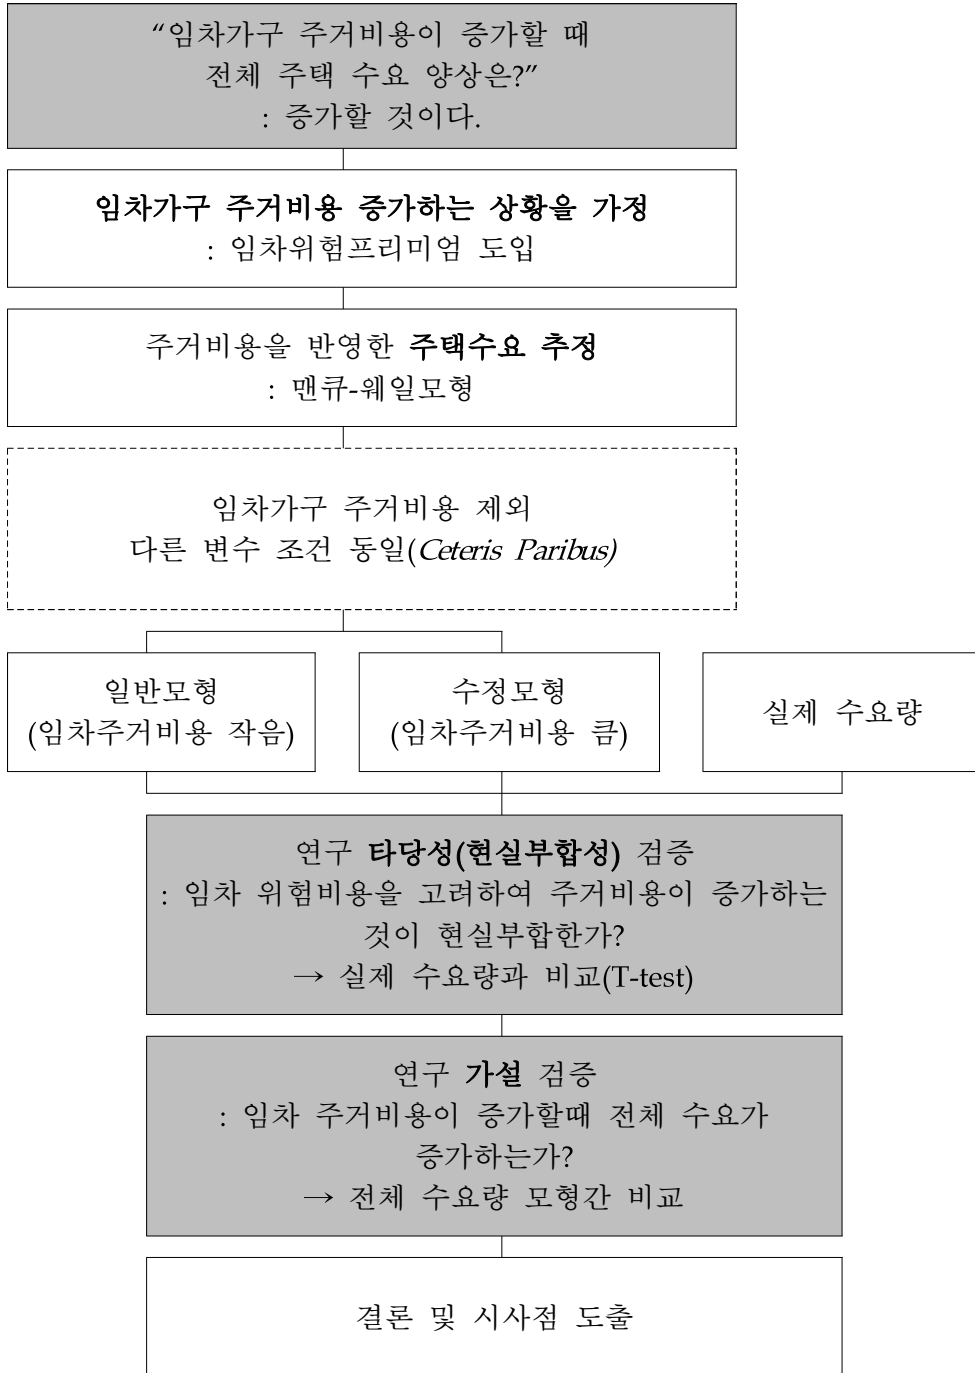 “임차가구 주거비용이 증가할 때
전체 주택 수요 양상은?”
: 증가할 것이다.
임차가구 주거비용 증가하는 상황을 가정
: 임차위험프리미엄 도입
주거비용을 반영한 주택수요 추정
: 맨큐-웨일모형
임차가구 주거비용 제외
다른 변수 조건 동일(Ceteris Paribus)
일반모형
(임차주거비용 작음)
수정모형
(임차주거비용 큼)
실제 수요량
연구 타당성(현실부합성) 검증
: 임차 위험비용을 고려하여 주거비용이 증가하는
것이 현실부합한가?
→ 실제 수요량과 비교(T-test)
연구 가설 검증
: 임차 주거비용이 증가할때 전체 수요가
증가하는가?
→ 전체 수요량 모형간 비교
결론 및 시사점 도출